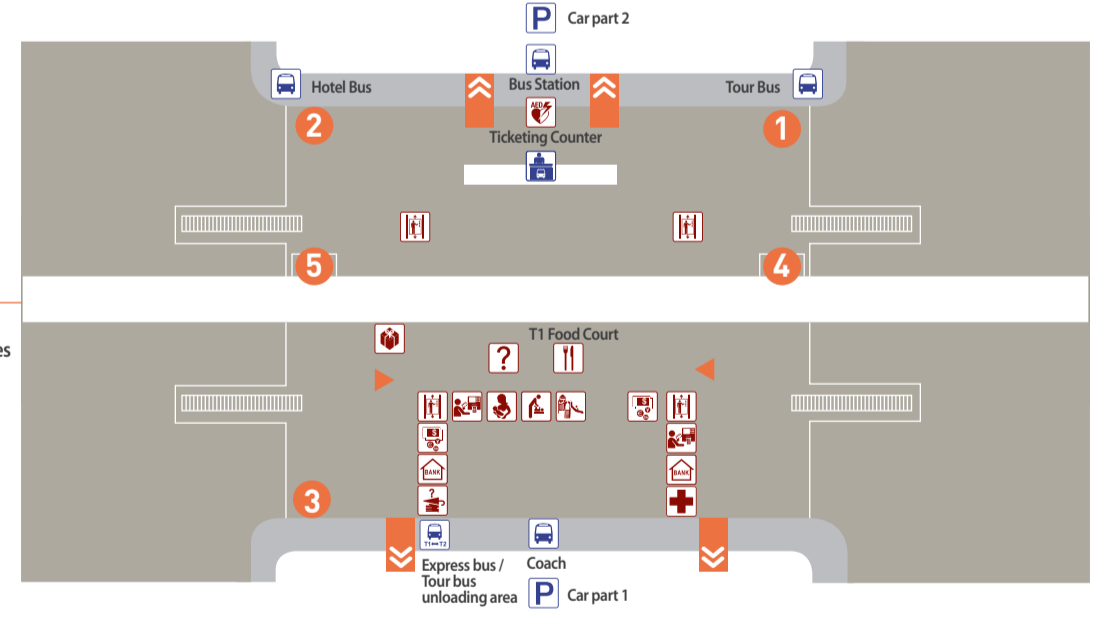 P Car part 2
Hotel Bus
Bus Station
Tour Bus
AED
2
1
Ticketing Counter
5
4
es
T1 Food Court
?
$
BANK
BANK
?
3
T1↔T2
Express bus /
Tour bus
unloading area
Coach
P Car part 1